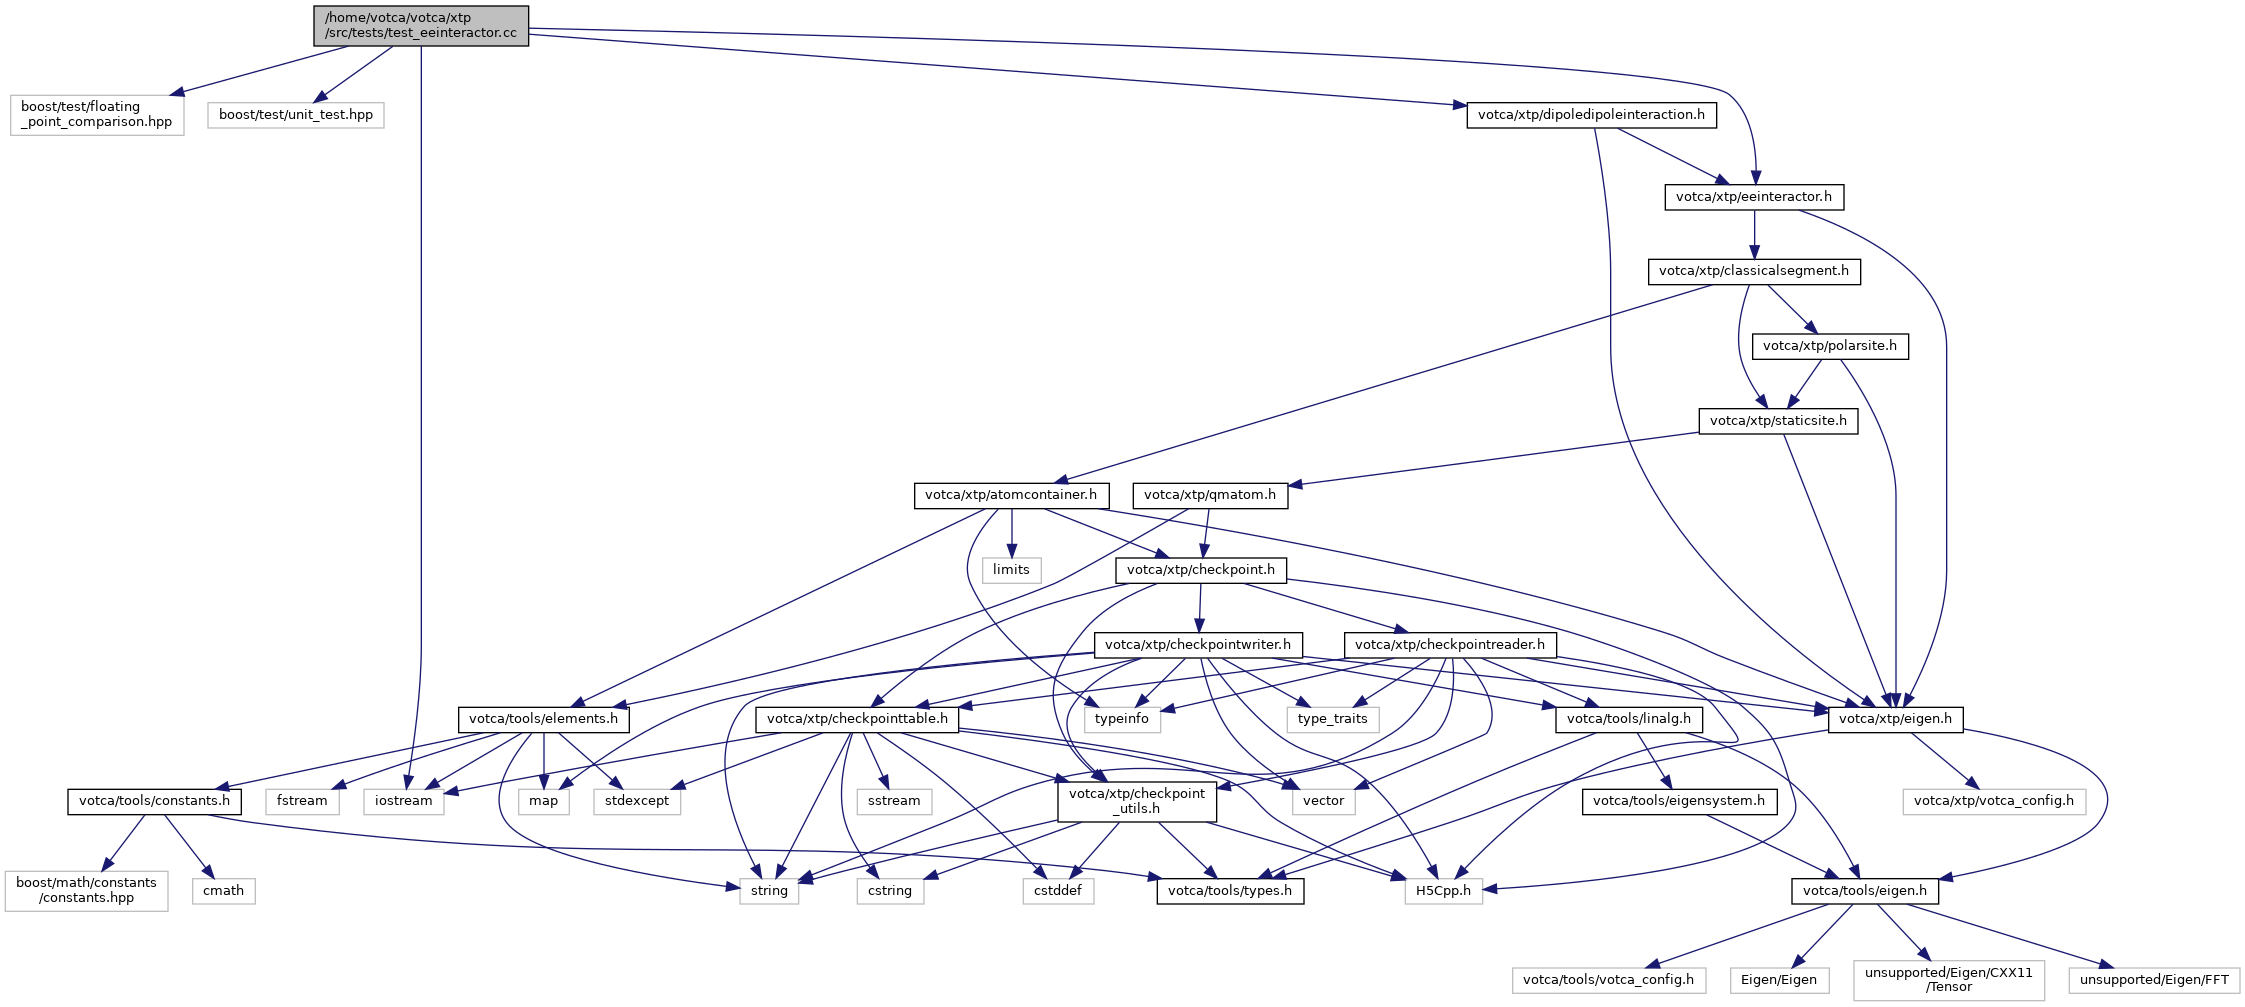 /home/votca/votca/xtp
/src/tests/test_eeinteractor.cc
boost/test/floating
_point_comparison.hpp
boost/test/unit_test.hpp
votca/xtp/dipoledipoleinteraction.h
votca/xtp/eeinteractor.h
votca/xtp/classicalsegment.h
votca/xtp/polarsite.h
votca/xtp/staticsite.h
votca/xtp/atomcontainer.h
votca/xtp/qmatom.h
limits
votca/xtp/checkpoint.h
votca/xtp/checkpointwriter.h
votca/xtp/checkpointreader.h
votca/tools/elements.h
votca/xtp/checkpointtable.h
typeinfo
type_traits
votca/tools/linalg.h
votca/xtp/eigen.h
votca/tools/constants.h
fstream
iostream
map
stdexcept
sstream
votca/xtp/checkpoint
_utils.h
vector
votca/tools/eigensystem.h
votca/xtp/votca_config.h
boost/math/constants
/constants.hpp
cmath
string
cstring
cstddef
votca/tools/types.h
H5Cpp.h
votca/tools/eigen.h
votca/tools/votca_config.h
Eigen/Eigen
unsupported/Eigen/CXX11
/Tensor
unsupported/Eigen/FFT